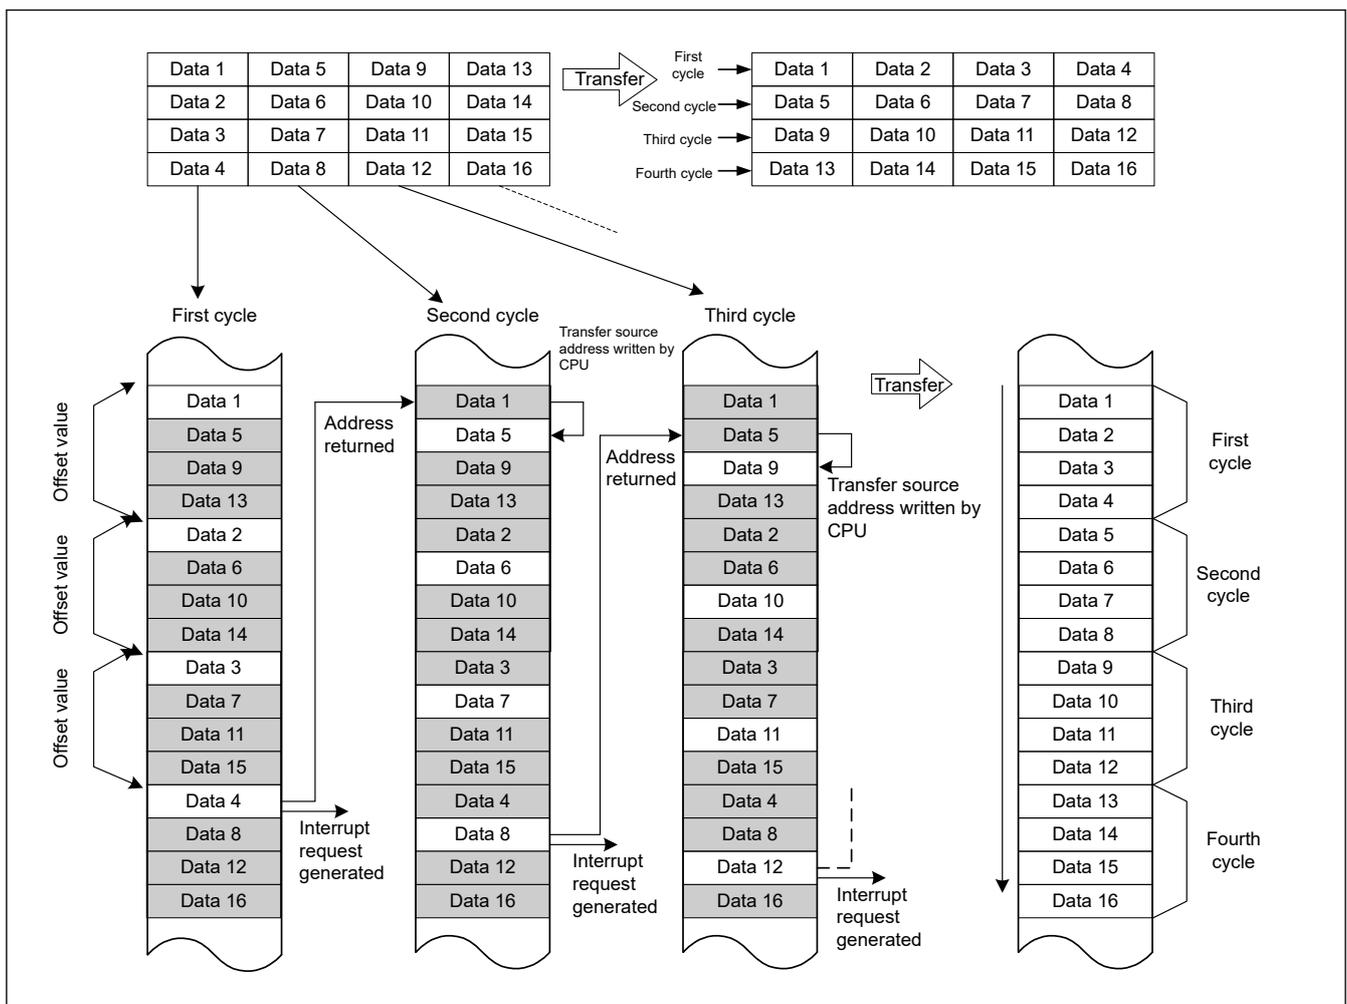 Data 1 Data 5 Data 9 Data 13
Data 2 Data 6 Data 10 Data 14
Data 3 Data 7 Data 11 Data 15
Data 4 Data 8 Data 12 Data 16
Transfer
First
cycle
Data 1 Data 2 Data 3 Data 4
Second cycle
Data 5 Data 6 Data 7 Data 8
Third cycle
Data 9 Data 10 Data 11 Data 12
Fourth cycle
Data 13 Data 14 Data 15 Data 16
First cycle
Offset value
Offset value
Offset value
Data 1
Data 5
Data 9
Data 13
Data 2
Data 6
Data 10
Data 14
Data 3
Data 7
Data 11
Data 15
Data 4
Data 8
Data 12
Data 16
Address
returned
Interrupt
request
generated
Second cycle
Transfer source
address written by
CPU
Data 1
Data 5
Data 9
Data 13
Data 2
Data 6
Data 10
Data 14
Data 3
Data 7
Data 11
Data 15
Data 4
Data 8
Data 12
Data 16
Address
returned
Interrupt
request
generated
Third cycle
Data 1
Data 5
Data 9
Data 13
Data 2
Data 6
Data 10
Data 14
Data 3
Data 7
Data 11
Data 15
Data 4
Data 8
Data 12
Data 16
Transfer source
address written by
CPU
Interrupt
request
generated
Transfer
Data 1
Data 2
Data 3
Data 4
Data 5
Data 6
Data 7
Data 8
Data 9
Data 10
Data 11
Data 12
Data 13
Data 14
Data 15
Data 16
First
cycle
Second
cycle
Third
cycle
Fourth
cycle